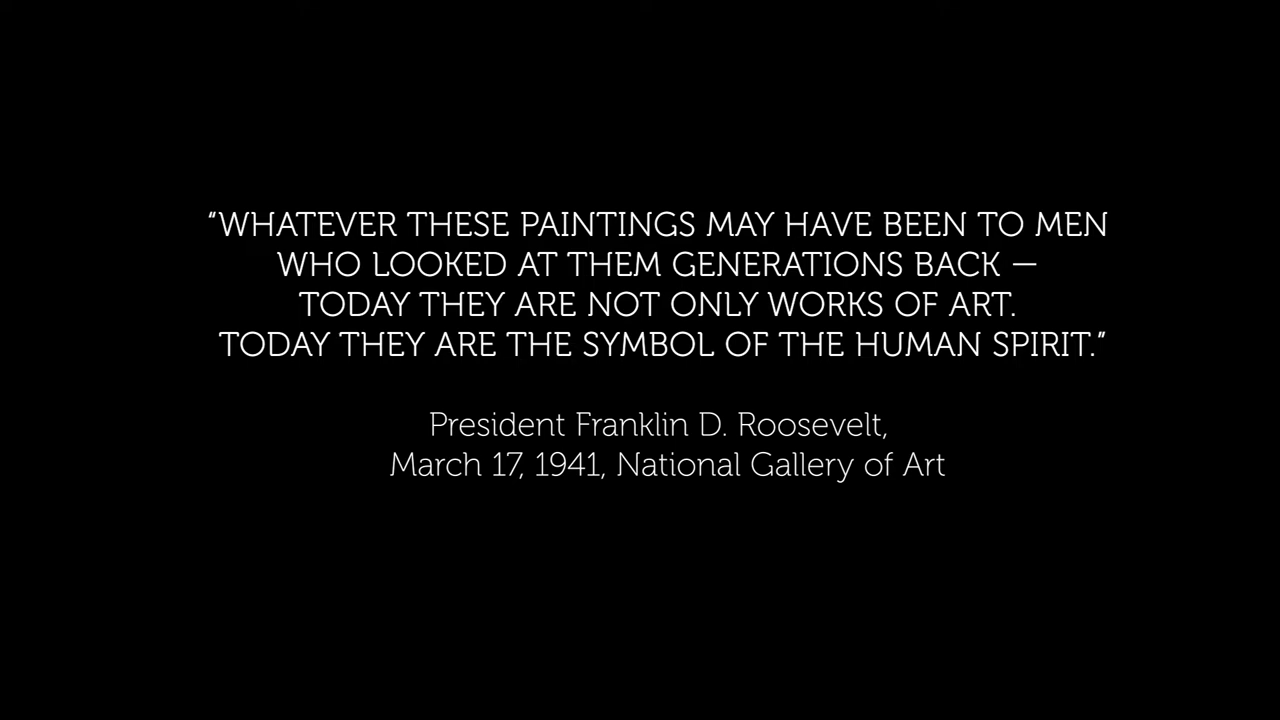 “WHATEVER THESE PAINTINGS MAY HAVE BEEN TO MEN
WHO LOOKED AT THEM GENERATIONS BACK —
TODAY THEY ARE NOT ONLY WORKS OF ART.
TODAY THEY ARE THE SYMBOL OF THE HUMAN SPIRIT.”
President Franklin D. Roosevelt,
March 17, 1941, National Gallery of Art